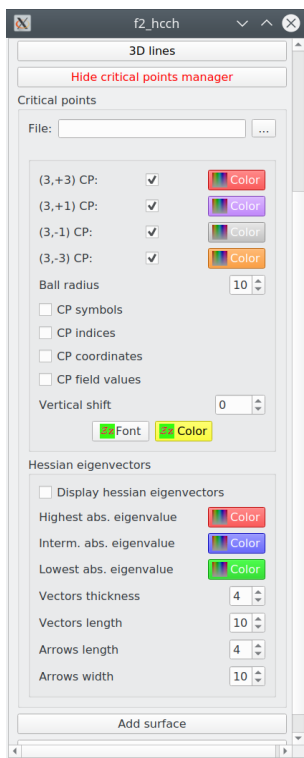 f2_hcch
3D lines
Hide critical points manager
Critical points
File: ...
(3,+3) CP: Color
(3,+1) CP: Color
(3,-1) CP: Color
(3,-3) CP: Color
Ball radius 10
CP symbols
CP indices
CP coordinates
CP field values
Vertical shift 0
Zz Font Zz Color
Hessian eigenvectors
Display hessian eigenvectors
Highest abs. eigenvalue Color
Interm. abs. eigenvalue Color
Lowest abs. eigenvalue Color
Vectors thickness 4
Vectors length 10
Arrows length 4
Arrows width 10
Add surface